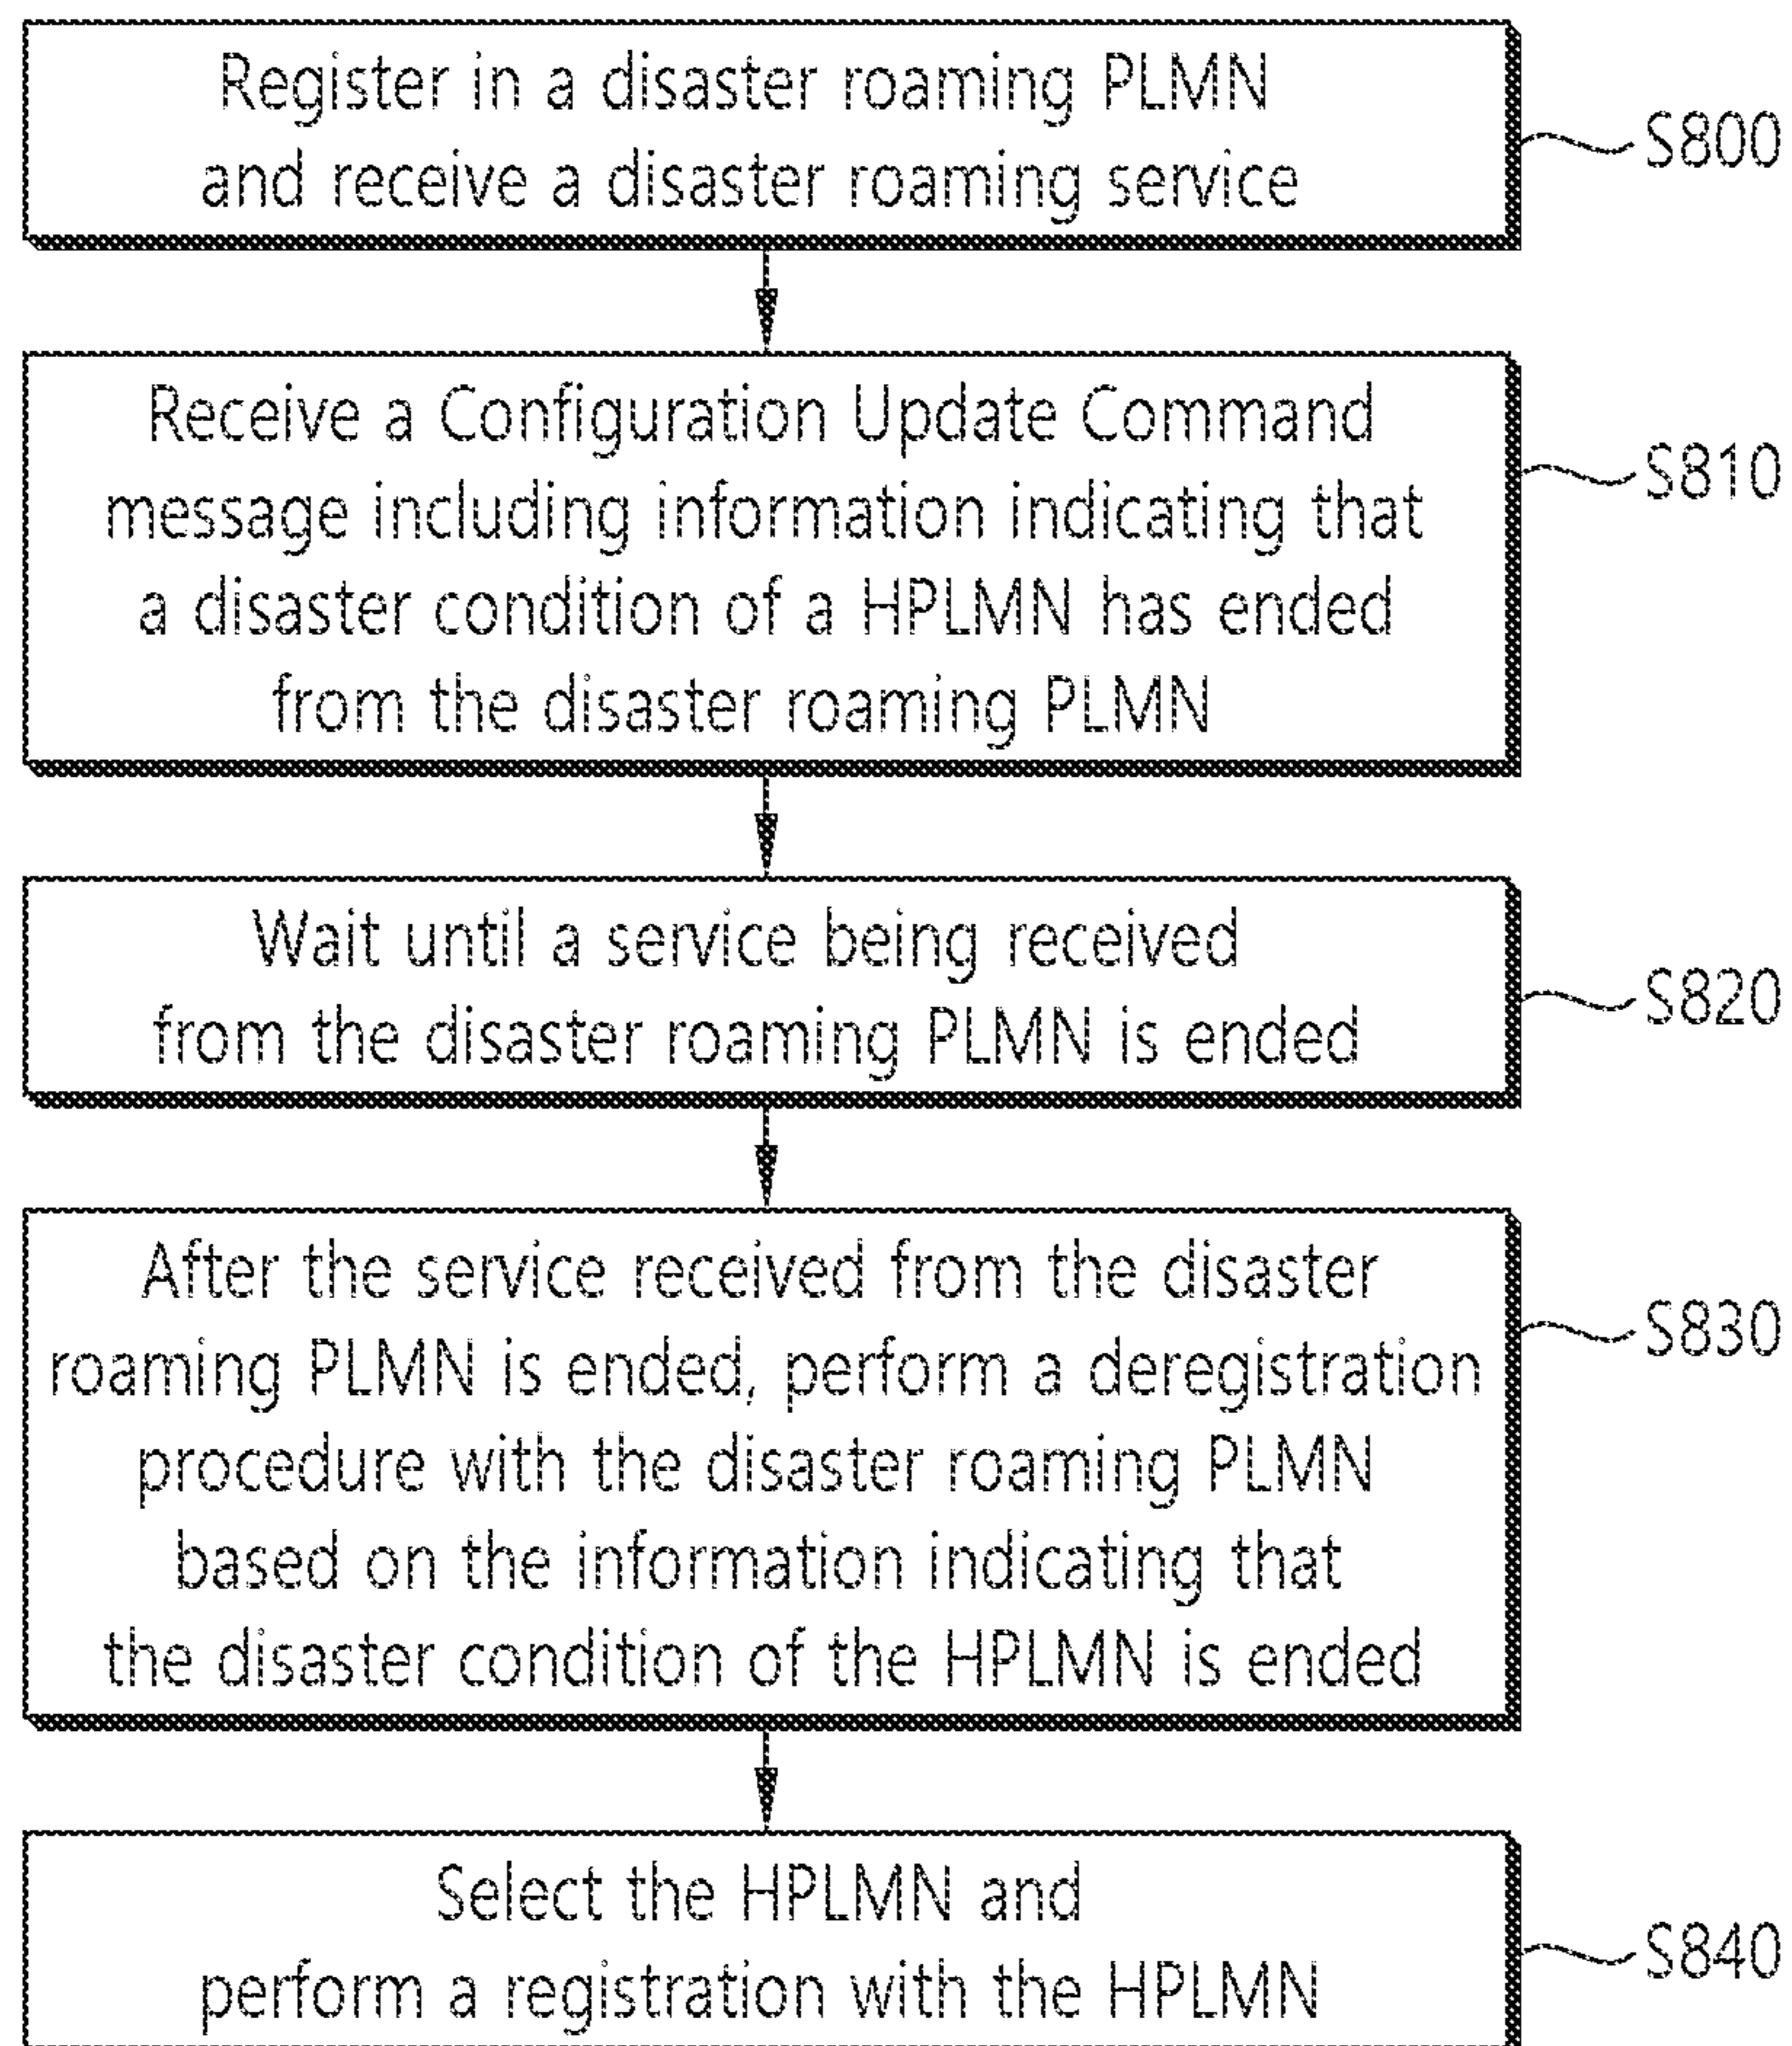 Register in a disaster roaming PLMN
and receive a disaster roaming service
S800
Receive a Configuration Update Command
message including information indicating that
a disaster condition of a HPLMN has ended
from the disaster roaming PLMN
S810
Wait until a service being received
from the disaster roaming PLMN is ended
S820
After the service received from the disaster
roaming PLMN is ended, perform a deregistration
procedure with the disaster roaming PLMN
based on the information indicating that
the disaster condition of the HPLMN is ended
S830
Select the HPLMN and
perform a registration with the HPLMN
S840